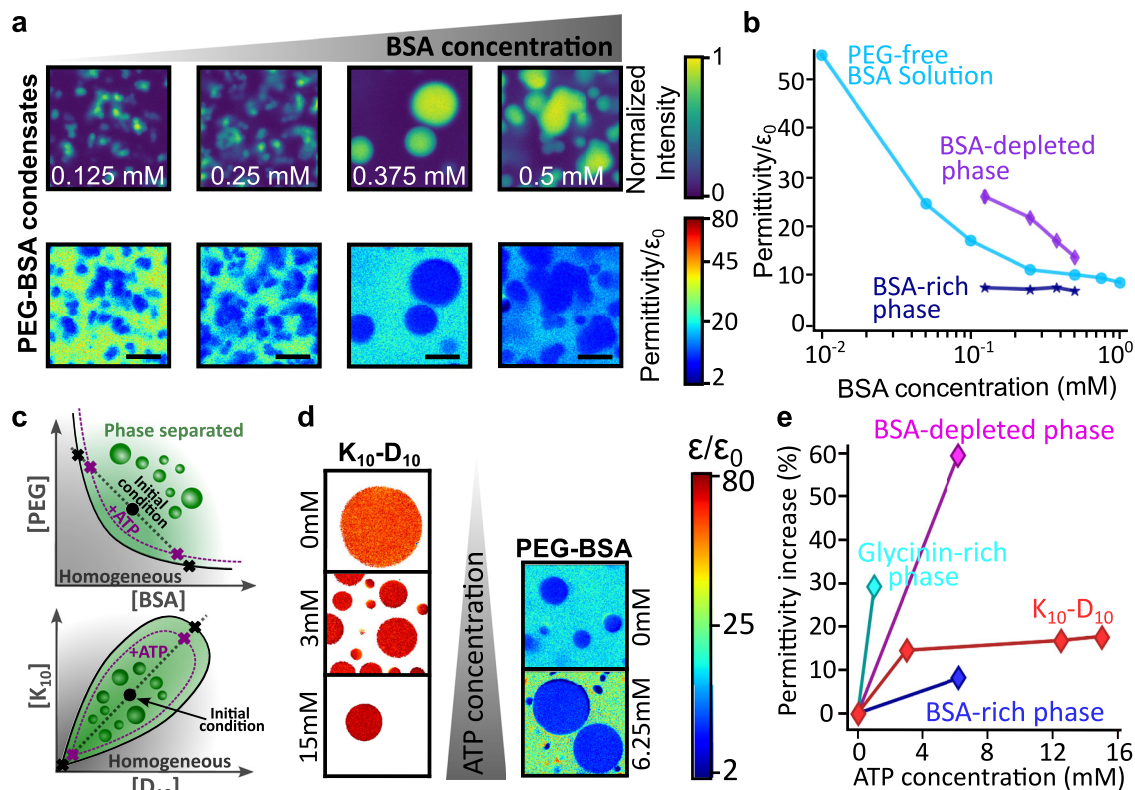 a
BSA concentration
PEG-BSA condensates
0.125 mM
0.25 mM
0.375 mM
0.5 mM
1
0
Normalized
Intensity
80
45
20
2
Permittivity/ε0
b
PEG-free
BSA Solution
BSA-depleted
phase
BSA-rich
phase
50
40
30
20
10
0
Permittivity/ε0
10-2
10-1
100
BSA concentration (mM)
c
Phase separated
Initial
condition
+ATP
Homogeneous
[PEG]
[BSA]
+ATP
Initial
condition
Homogeneous
[K10]
d
K10-D10
0mM
3mM
15mM
ATP concentration
PEG-BSA
0mM
6.25mM
ε/ε0
80
25
2
e
BSA-depleted phase
Glycinin-rich
phase
K10-D10
BSA-rich phase
60
50
40
30
20
10
0
Permittivity increase (%)
0
4
8
12
16
ATP concentration (mM)